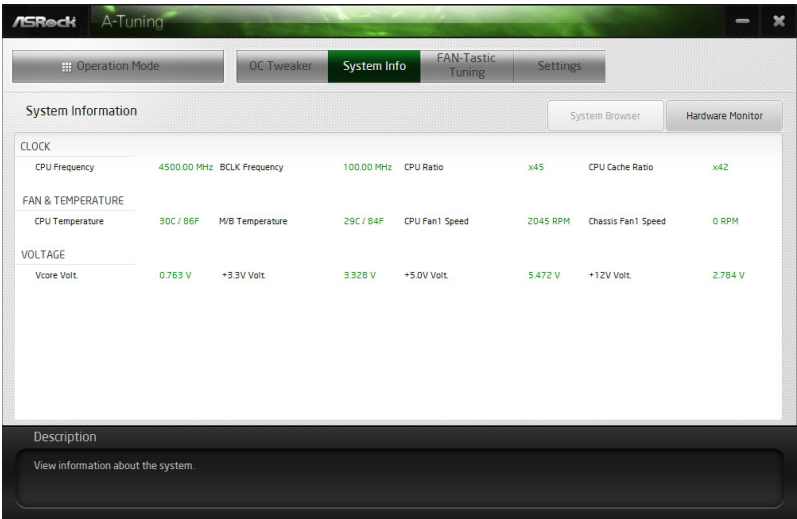 ASRock A-Tuning
Operation Mode OC Tweaker System Info FAN-Tastic Tuning Settings
System Information System Browser Hardware Monitor
CLOCK
CPU Frequency 4500.00 MHz BCLK Frequency 100.00 MHz CPU Ratio x45 CPU Cache Ratio x42
FAN & TEMPERATURE
CPU Temperature 30C / 86F M/B Temperature 29C / 84F CPU Fan1 Speed 2045 RPM Chassis Fan1 Speed 0 RPM
VOLTAGE
Vcore Volt. 0.763 V +3.3V Volt. 3.328 V +5.0V Volt. 5.472 V +12V Volt. 2.784 V
Description
View information about the system.